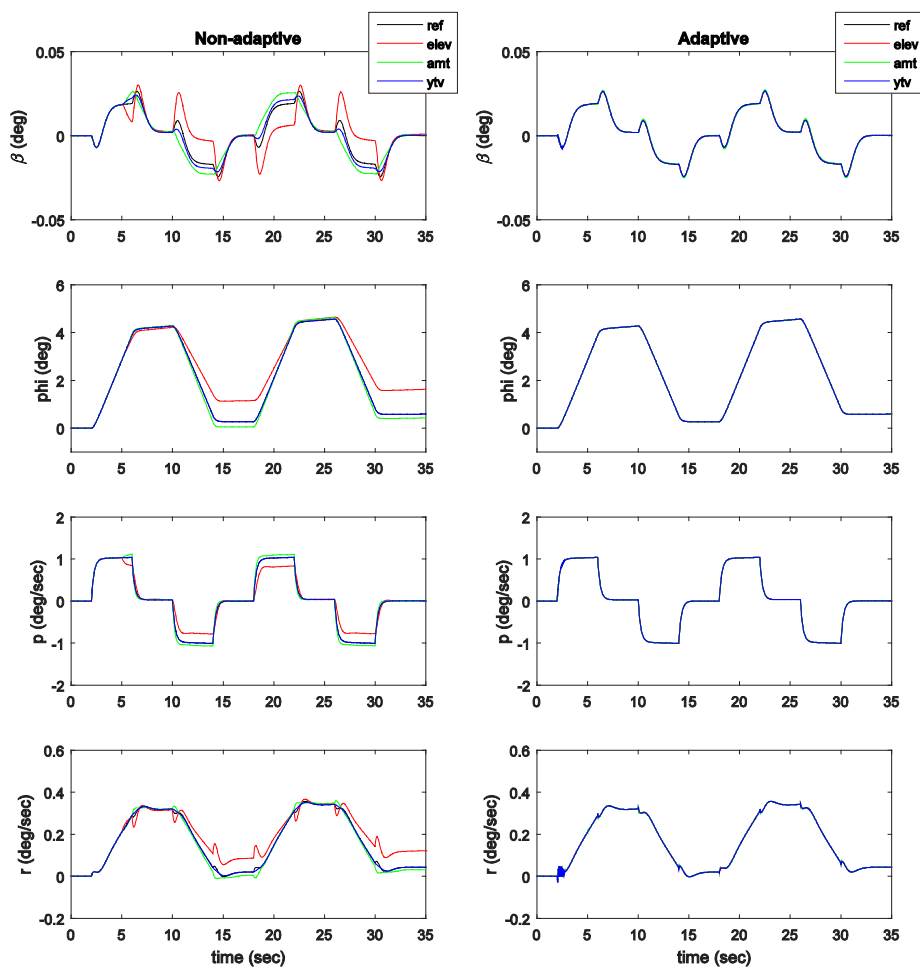 Non-adaptive
ref
elev
amt
ytv
0.05
0
-0.05
β (deg)
0 5 10 15 20 25 30 35
Adaptive
ref
elev
amt
ytv
0.05
0
-0.05
β (deg)
0 5 10 15 20 25 30 35
6
4
2
0
phi (deg)
0 5 10 15 20 25 30 35
6
4
2
0
phi (deg)
0 5 10 15 20 25 30 35
2
1
0
-1
-2
p (deg/sec)
0 5 10 15 20 25 30 35
2
1
0
-1
-2
p (deg/sec)
0 5 10 15 20 25 30 35
0.6
0.4
0.2
0
-0.2
r (deg/sec)
0 5 10 15 20 25 30 35
time (sec)
0.6
0.4
0.2
0
-0.2
r (deg/sec)
0 5 10 15 20 25 30 35
time (sec)